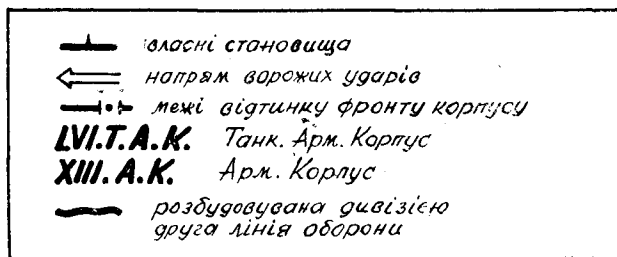 власні становища
напрям ворожих ударів
межі відтинку фронту корпусу
LVI.T.A.K. Танк. Арм. Корпус
XIII.A.K. Арм. Корпус
розбудовувана дивізією
друга лінія оборони